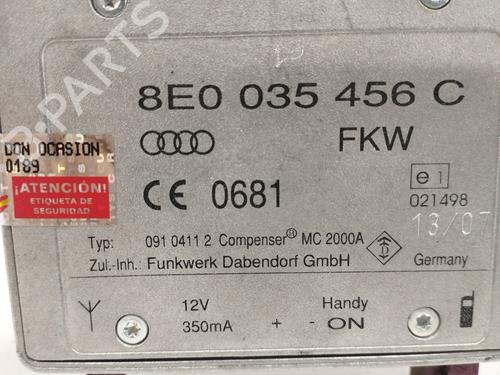 8E0 035 456 C
FKW
DON OCASION
0189
¡ATENCIÓN!
ETIQUETA DE
SEGURIDAD
CE 0681
e1
021498
13/07
Typ: 091 0411 2 Compenser® MC 2000A
Zul.-Inh.: Funkwerk Dabendorf GmbH
Germany
12V
350mA + -
Handy
ON